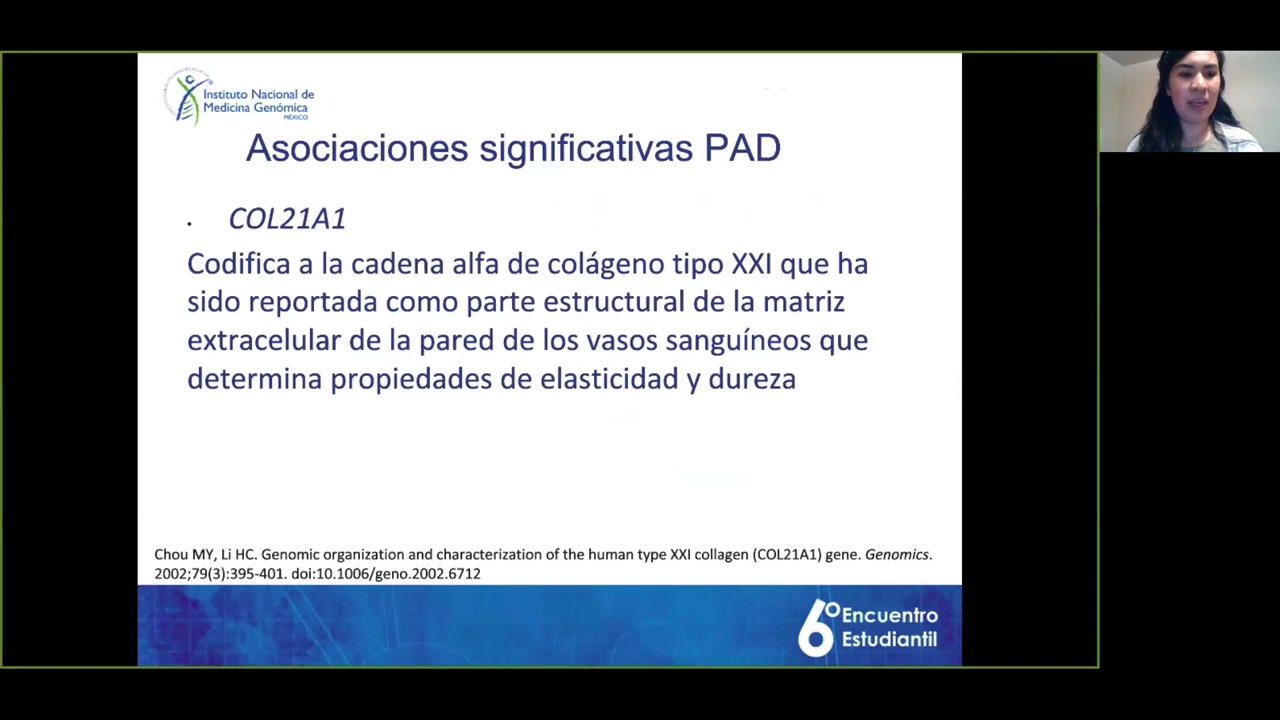 Instituto Nacional de
Medicina Genómica
MÉXICO
Asociaciones significativas PAD
• COL21A1
Codifica a la cadena alfa de colágeno tipo XXI que ha
sido reportada como parte estructural de la matriz
extracelular de la pared de los vasos sanguíneos que
determina propiedades de elasticidad y dureza
Chou MY, Li HC. Genomic organization and characterization of the human type XXI collagen (COL21A1) gene. Genomics.
2002;79(3):395-401. doi:10.1006/geno.2002.6712
6º Encuentro
Estudiantil